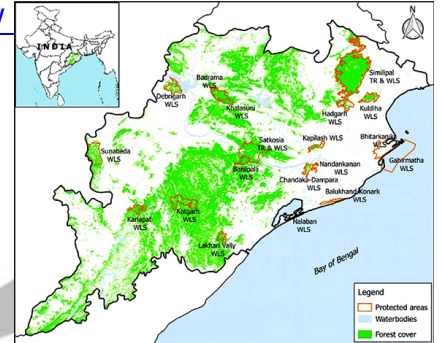 INDIA
N
Similipal
TR & WLS
Badrama
WLS
Debrigarh
WLS
Khalasuni
WLS
Hadgarh
WLS
Kuldiha
WLS
Satkosia
TR & WLS
Kapilash WLS
Bhitarkanika
WLS
Gahirmatha
WLS
Sunabeda
WLS
Baisipalli
WLS
Nandankanan
WLS
Chandaka-Dampara
WLS
Balukhand Konark
WLS
Karlapat
WLS
Kotgarh
WLS
Nalaban
WLS
Lakhari Vally
WLS
Bay of Bengal
Legend
Protected areas
Waterbodies
Forest cover